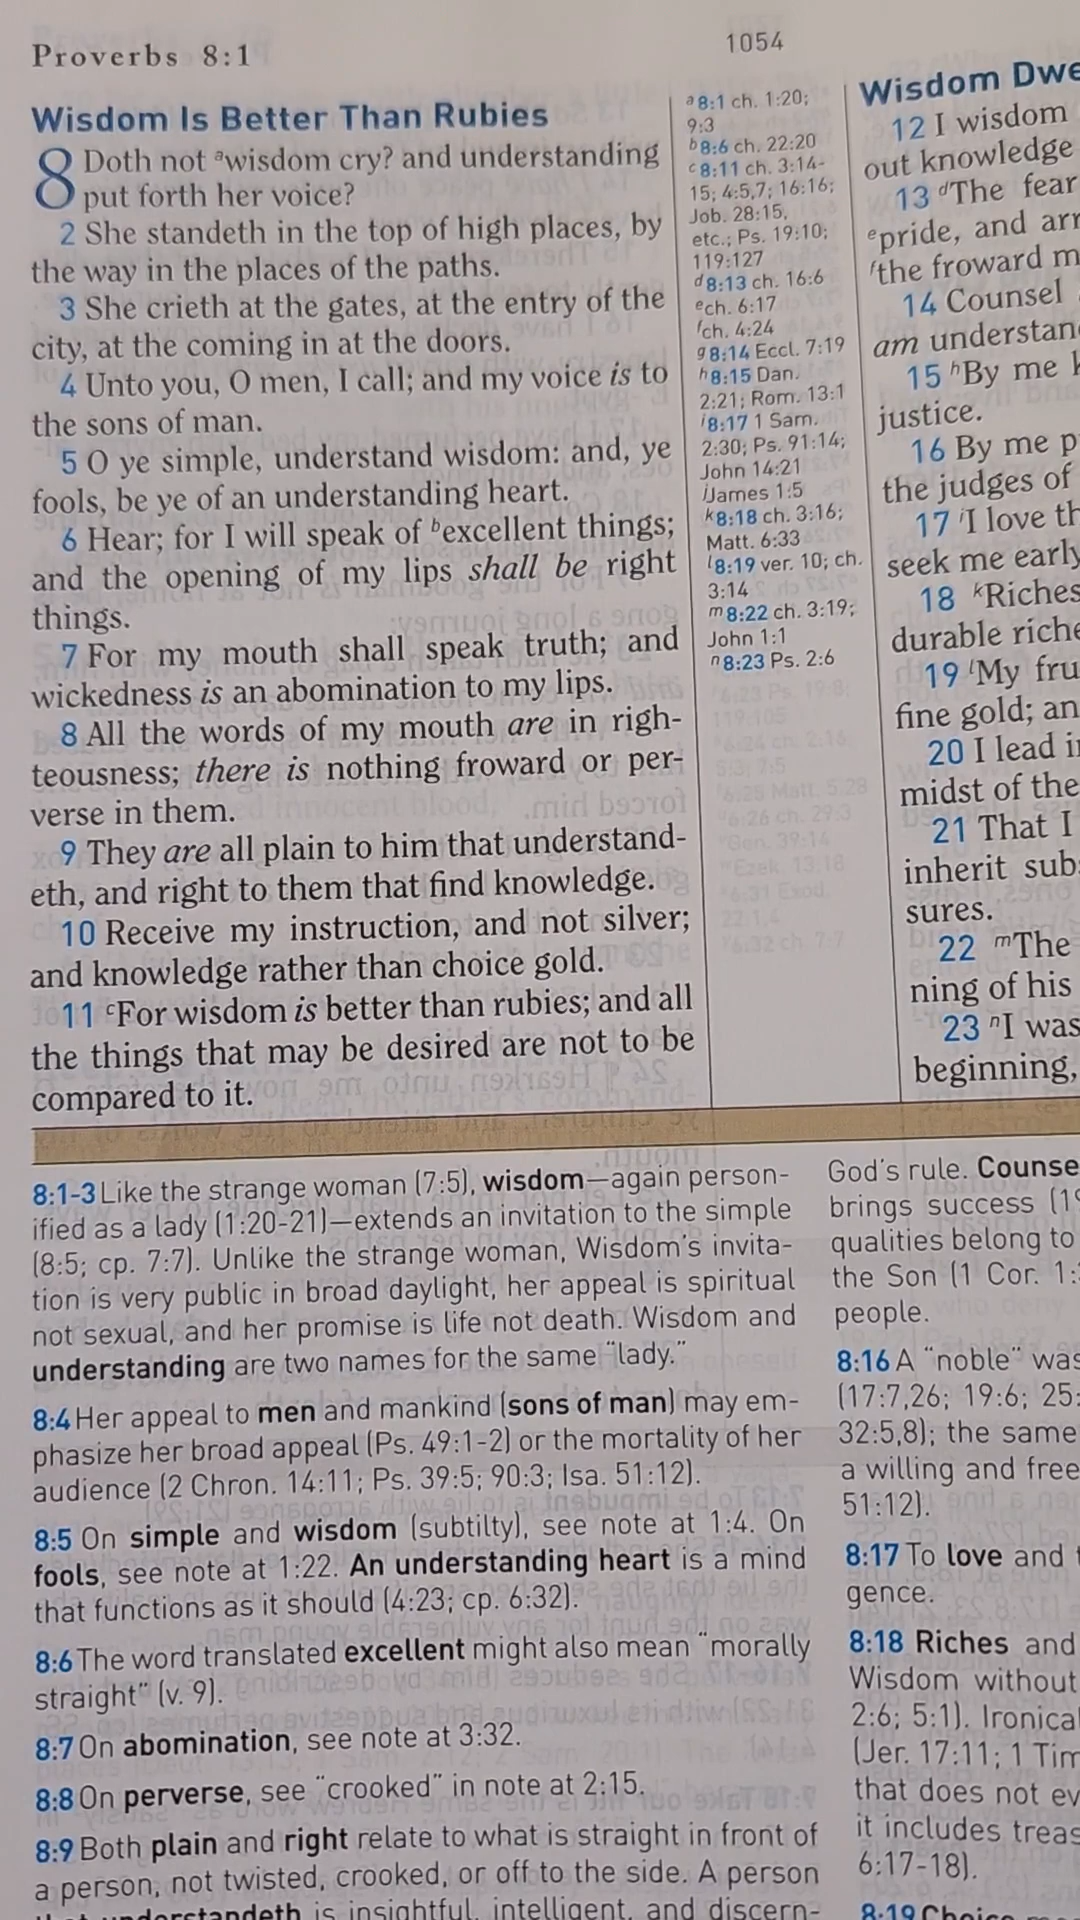 Proverbs 8:1
1054
Wisdom Is Better Than Rubies
8 Doth not ᵃwisdom cry? and understanding
put forth her voice?
2 She standeth in the top of high places, by
the way in the places of the paths.
3 She crieth at the gates, at the entry of the
city, at the coming in at the doors.
4 Unto you, O men, I call; and my voice is to
the sons of man.
5 O ye simple, understand wisdom: and, ye
fools, be ye of an understanding heart.
6 Hear; for I will speak of ᵇexcellent things;
and the opening of my lips shall be right
things.
7 For my mouth shall speak truth; and
wickedness is an abomination to my lips.
8 All the words of my mouth are in righ-
teousness; there is nothing froward or per-
verse in them.
9 They are all plain to him that understand-
eth, and right to them that find knowledge.
10 Receive my instruction, and not silver;
and knowledge rather than choice gold.
11 ᶜFor wisdom is better than rubies; and all
the things that may be desired are not to be
compared to it.
ᵃ8:1 ch. 1:20;
9:3
ᵇ8:6 ch. 22:20
ᶜ8:11 ch. 3:14-
15; 4:5,7; 16:16;
Job. 28:15,
etc.; Ps. 19:10;
119:127
ᵈ8:13 ch. 16:6
ᵉch. 6:17
ᶠch. 4:24
ᵍ8:14 Eccl. 7:19
ʰ8:15 Dan.
2:21; Rom. 13:1
ⁱ8:17 1 Sam.
2:30; Ps. 91:14;
John 14:21
ʲJames 1:5
ᵏ8:18 ch. 3:16;
Matt. 6:33
ˡ8:19 ver. 10; ch.
3:14
ᵐ8:22 ch. 3:19;
John 1:1
ⁿ8:23 Ps. 2:6
Wisdom Dwe
12 I wisdom
out knowledge
13 ᵈThe fear
ᵉpride, and arr
ᶠthe froward m
14 Counsel
am understan
15 ʰBy me k
justice.
16 By me p
the judges of
17 ⁱI love th
seek me early
18 ᵏRiches
durable riche
19 ˡMy fru
fine gold; an
20 I lead i
midst of the
21 That I
inherit sub
sures.
22 ᵐThe
ning of his
23 ⁿI was
beginning,
8:1-3 Like the strange woman (7:5), wisdom—again person-
ified as a lady (1:20-21)—extends an invitation to the simple
(8:5; cp. 7:7). Unlike the strange woman, Wisdom's invita-
tion is very public in broad daylight, her appeal is spiritual
not sexual, and her promise is life not death. Wisdom and
understanding are two names for the same "lady."
8:4 Her appeal to men and mankind (sons of man) may em-
phasize her broad appeal (Ps. 49:1-2) or the mortality of her
audience (2 Chron. 14:11; Ps. 39:5; 90:3; Isa. 51:12).
8:5 On simple and wisdom (subtilty), see note at 1:4. On
fools, see note at 1:22. An understanding heart is a mind
that functions as it should (4:23; cp. 6:32).
8:6 The word translated excellent might also mean "morally
straight" (v. 9).
8:7 On abomination, see note at 3:32.
8:8 On perverse, see "crooked" in note at 2:15.
8:9 Both plain and right relate to what is straight in front of
a person, not twisted, crooked, or off to the side. A person
understandeth is insightful, intelligent, and discern-
God's rule. Counse
brings success (1
qualities belong to
the Son (1 Cor. 1:
people.
8:16 A "noble" was
(17:7,26; 19:6; 25:
32:5,8); the same
a willing and free
51:12).
8:17 To love and
gence.
8:18 Riches and
Wisdom without
2:6; 5:1). Ironica
(Jer. 17:11; 1 Tim
that does not ev
it includes treas
6:17-18).
8:19 Choice